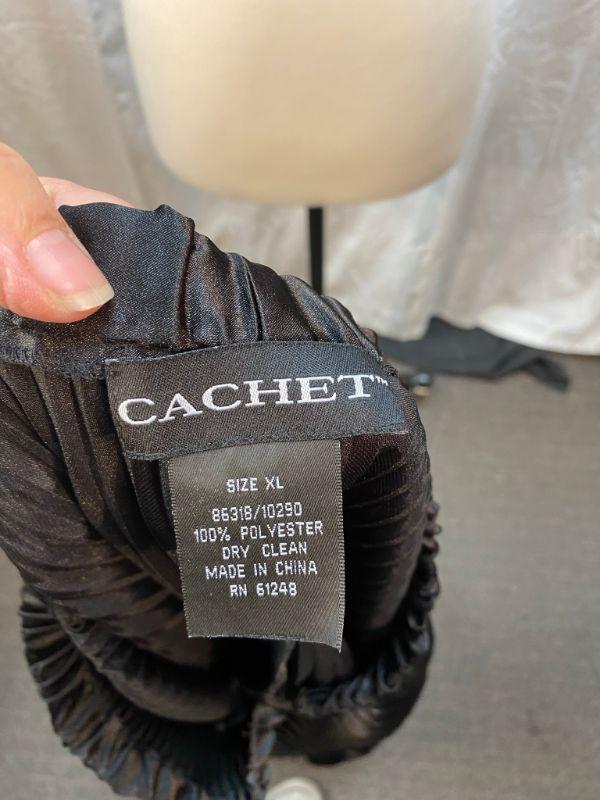 CACHET™
SIZE XL
86318/10290
100% POLYESTER
DRY CLEAN
MADE IN CHINA
RN 61248